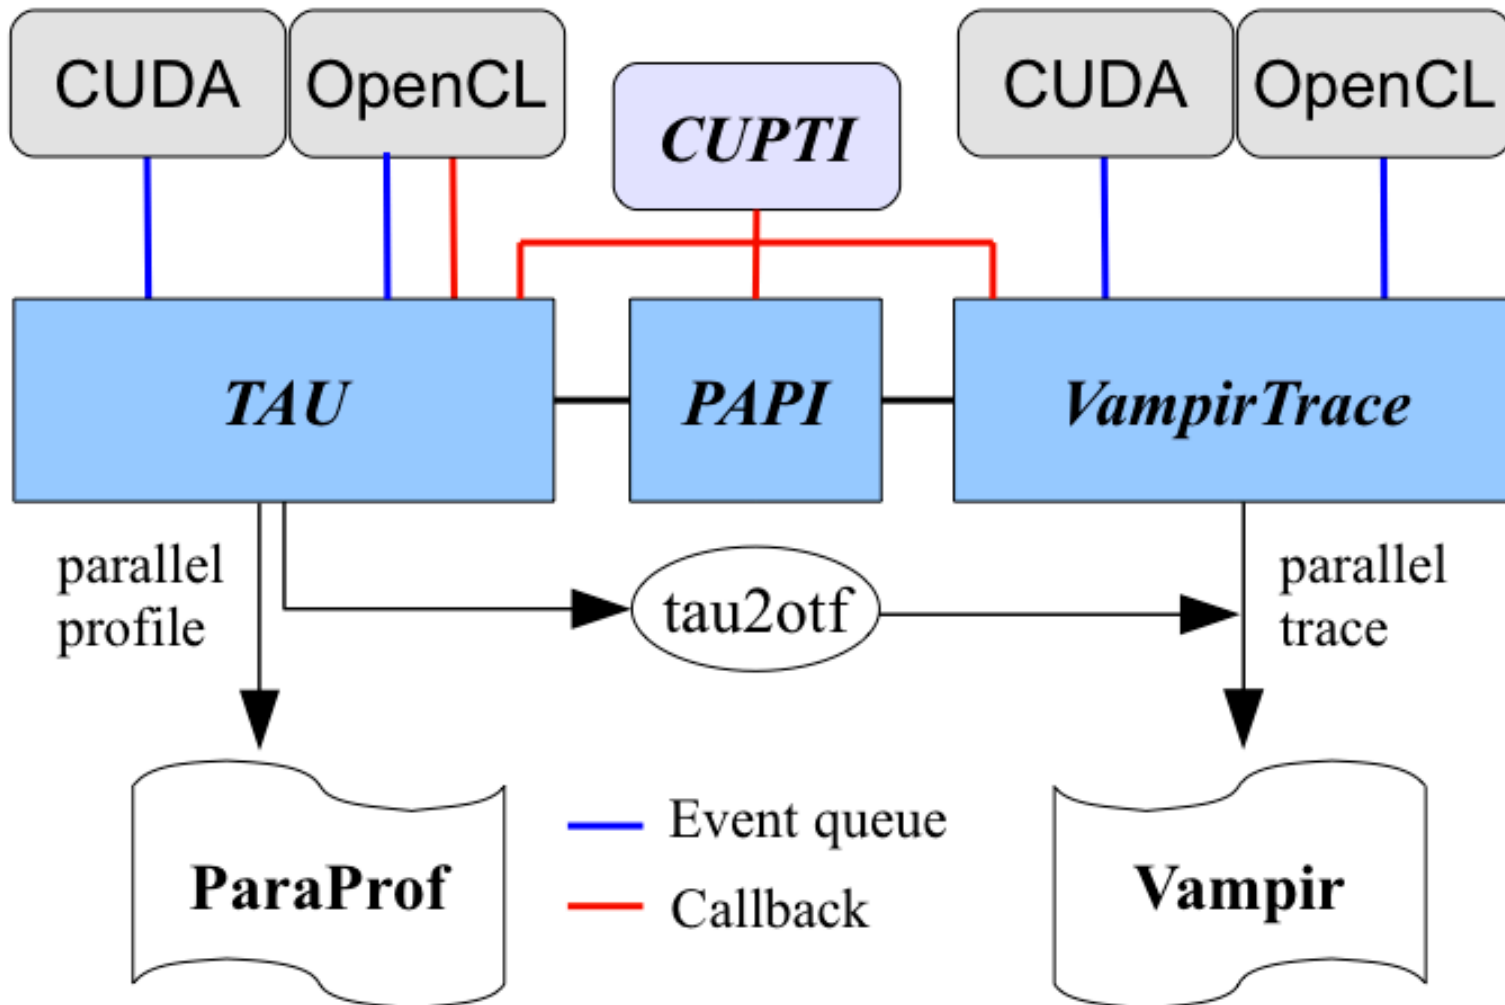 CUDA
OpenCL
CUPTI
CUDA
OpenCL
TAU
PAPI
VampirTrace
parallel
profile
tau2otf
parallel
trace
Event queue
Callback
ParaProf
Vampir